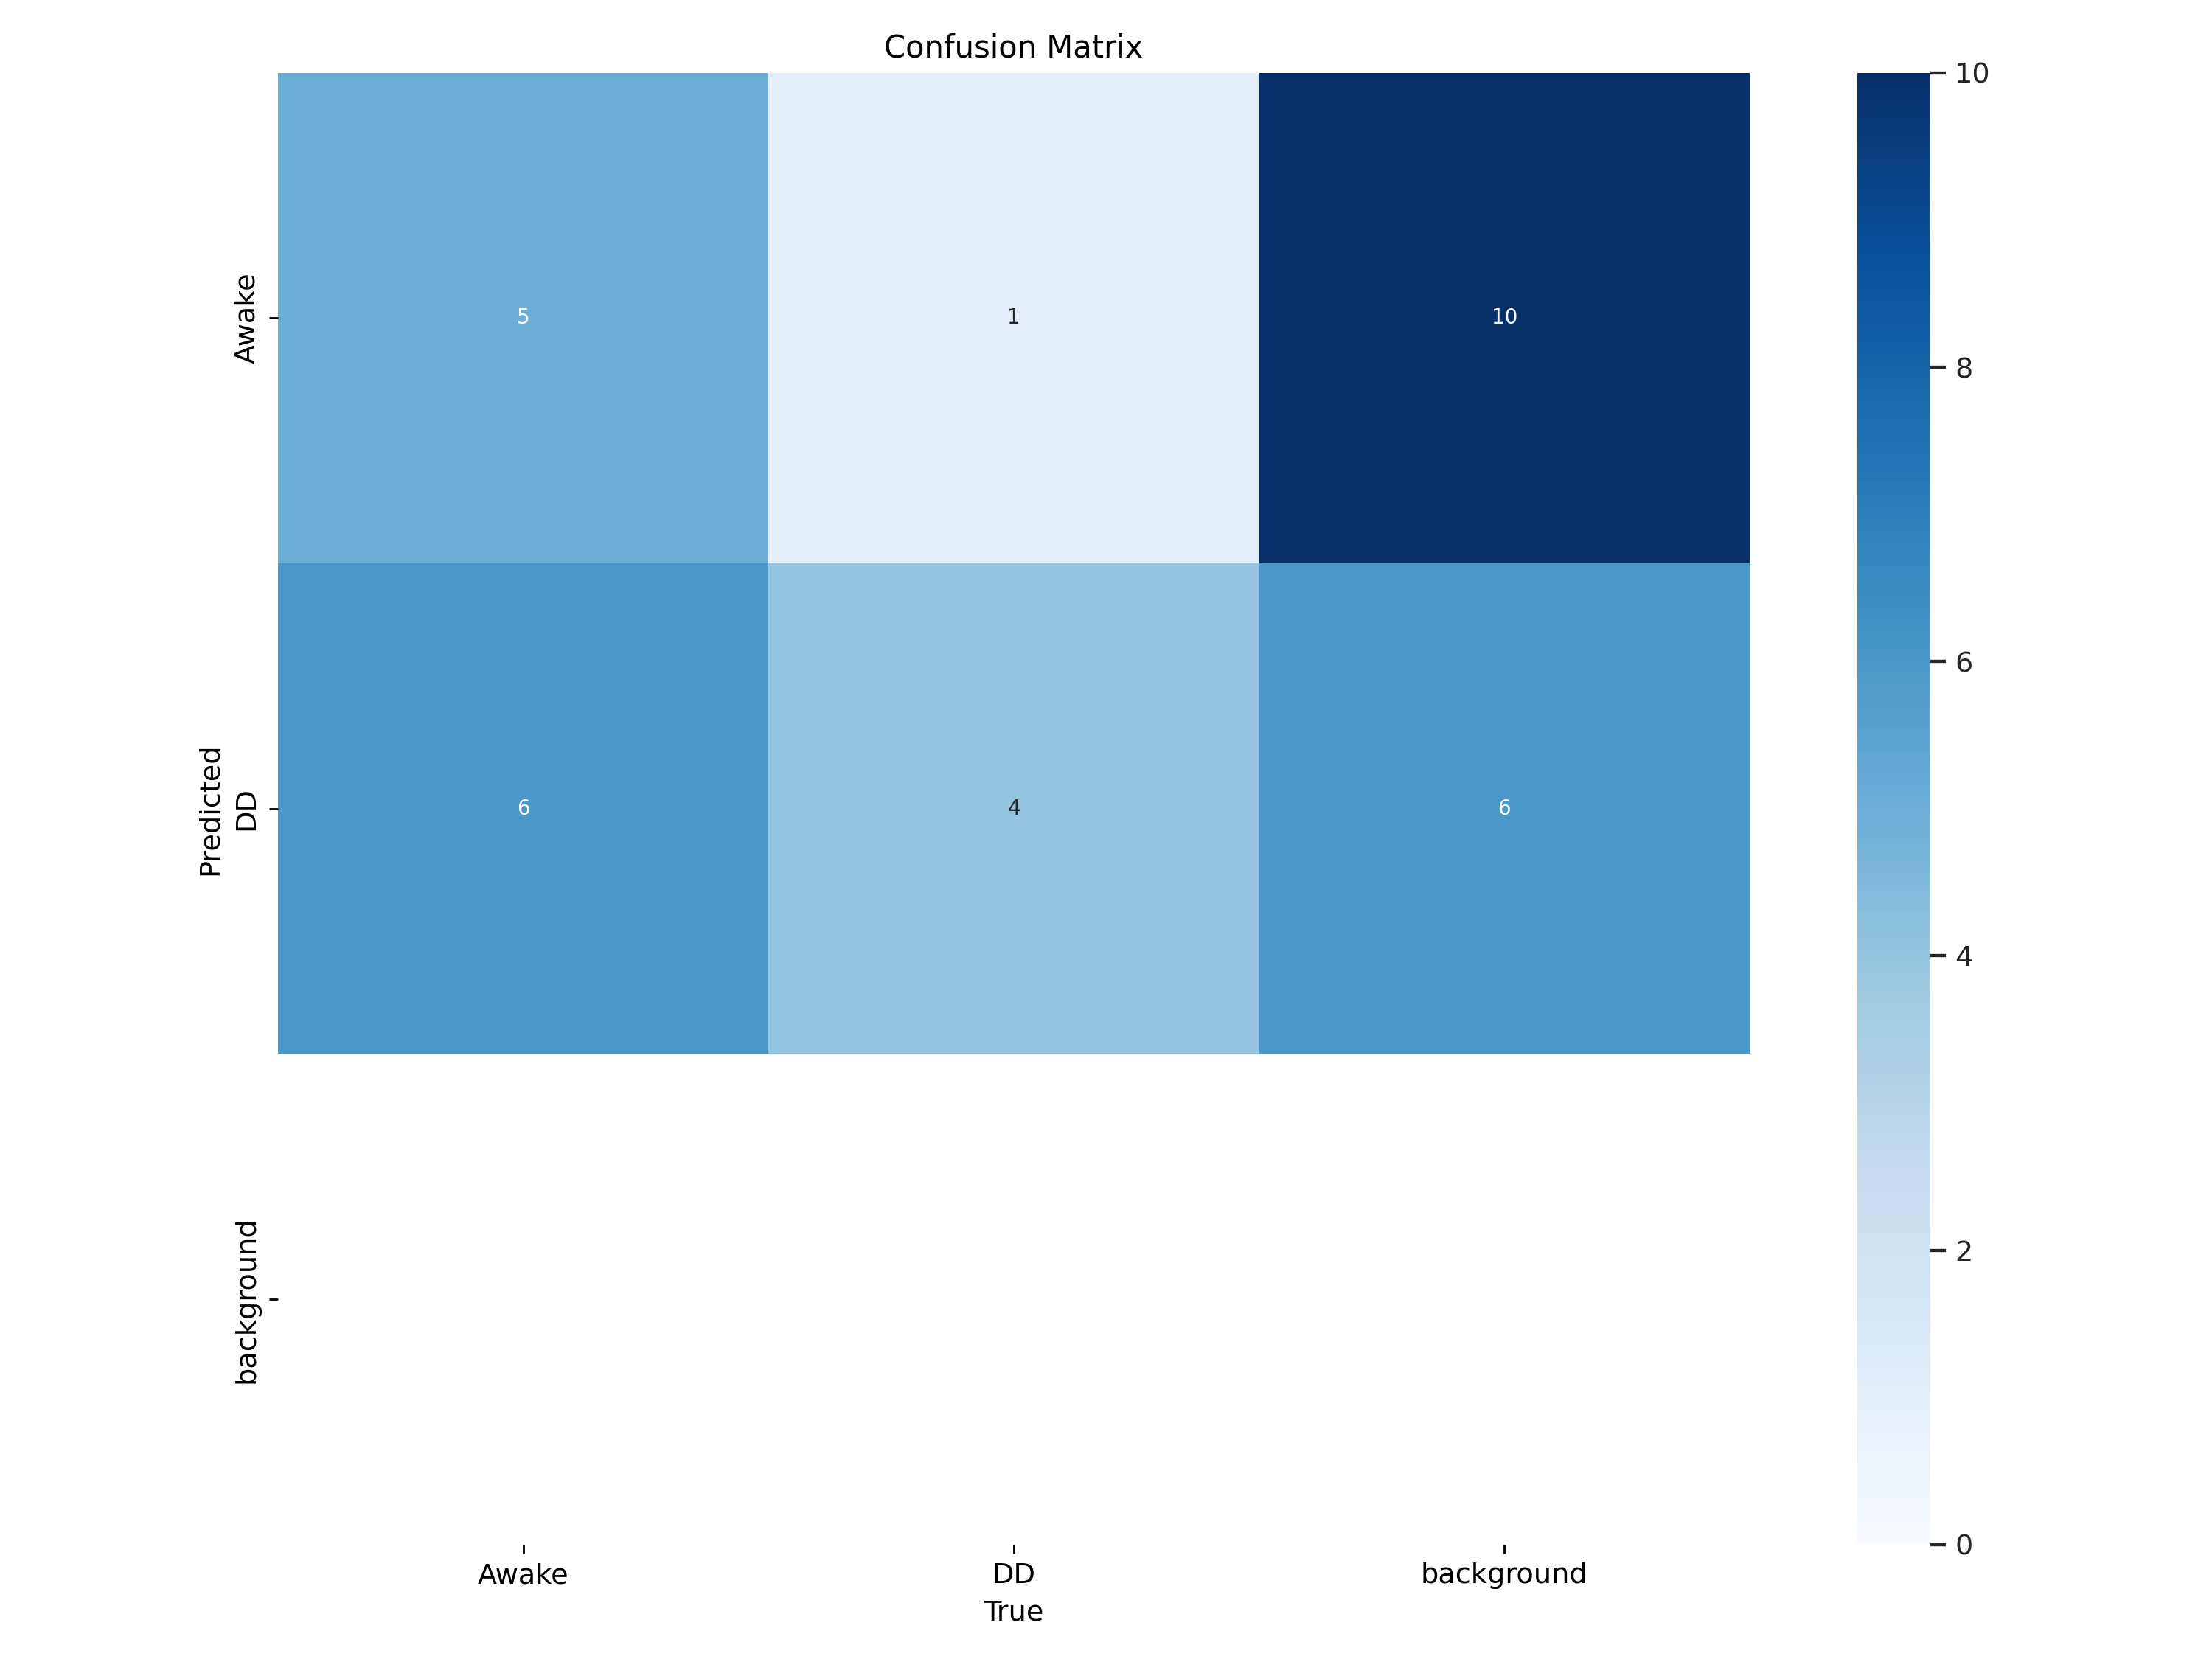 Confusion Matrix
Awake
5
1
10
Predicted
DD
6
4
6
background
Awake
DD
background
True
10
8
6
4
2
0